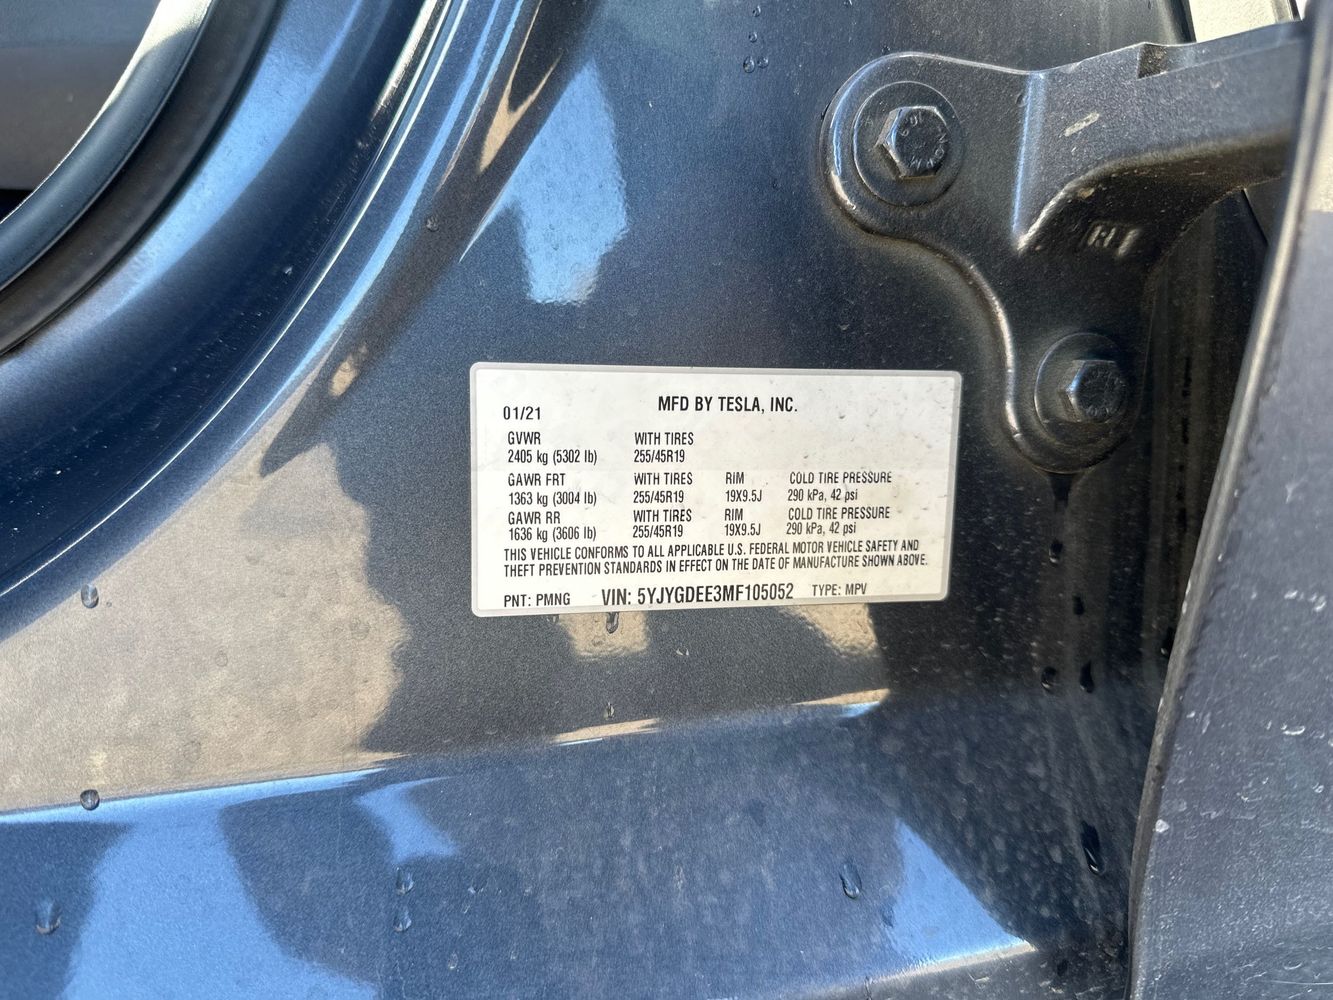 MFD BY TESLA, INC.
01/21
GVWR WITH TIRES
2405 kg (5302 lb) 255/45R19
GAWR FRT WITH TIRES RIM COLD TIRE PRESSURE
1363 kg (3004 lb) 255/45R19 19X9.5J 290 kPa, 42 psi
GAWR RR WITH TIRES RIM COLD TIRE PRESSURE
1636 kg (3606 lb) 255/45R19 19X9.5J 290 kPa, 42 psi
THIS VEHICLE CONFORMS TO ALL APPLICABLE U.S. FEDERAL MOTOR VEHICLE SAFETY AND
THEFT PREVENTION STANDARDS IN EFFECT ON THE DATE OF MANUFACTURE SHOWN ABOVE.
PNT: PMNG VIN: 5YJYGDEE3MF105052 TYPE: MPV